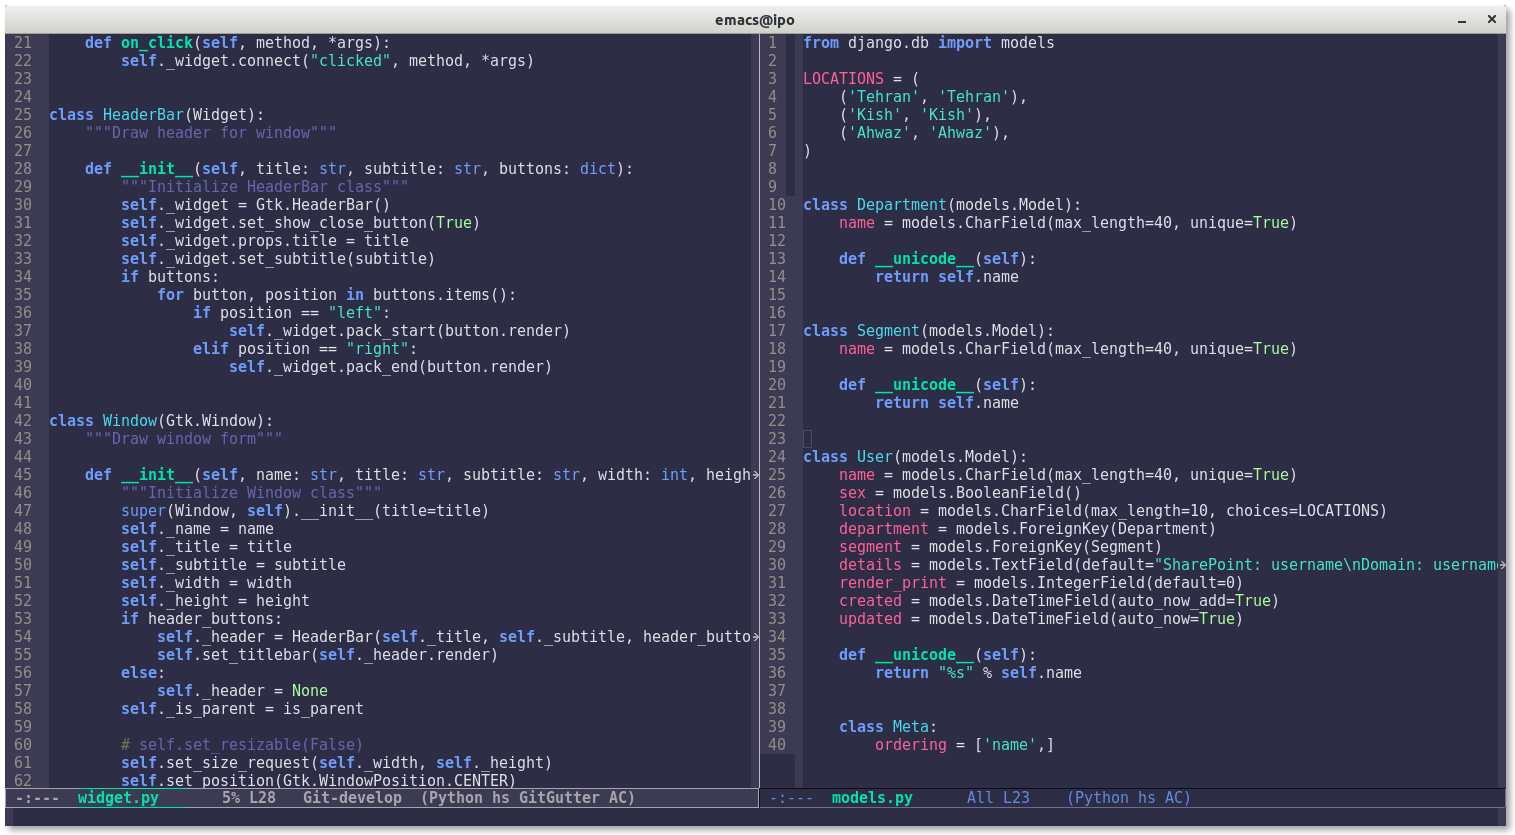 emacs@ipo
21     def on_click(self, method, *args):
22         self._widget.connect("clicked", method, *args)
23
24
25 class HeaderBar(Widget):
26     """Draw header for window"""
27
28     def __init__(self, title: str, subtitle: str, buttons: dict):
29         """Initialize HeaderBar class"""
30         self._widget = Gtk.HeaderBar()
31         self._widget.set_show_close_button(True)
32         self._widget.props.title = title
33         self._widget.set_subtitle(subtitle)
34         if buttons:
35             for button, position in buttons.items():
36                 if position == "left":
37                     self._widget.pack_start(button.render)
38                 elif position == "right":
39                     self._widget.pack_end(button.render)
40
41
42 class Window(Gtk.Window):
43     """Draw window form"""
44
45     def __init__(self, name: str, title: str, subtitle: str, width: int, heigh
46         """Initialize Window class"""
47         super(Window, self).__init__(title=title)
48         self._name = name
49         self._title = title
50         self._subtitle = subtitle
51         self._width = width
52         self._height = height
53         if header_buttons:
54             self._header = HeaderBar(self._title, self._subtitle, header_butto
55             self.set_titlebar(self._header.render)
56         else:
57             self._header = None
58         self._is_parent = is_parent
59
60         # self.set_resizable(False)
61         self.set_size_request(self._width, self._height)
62         self.set_position(Gtk.WindowPosition.CENTER)
-:---  widget.py       5% L28   Git-develop  (Python hs GitGutter AC)
1 from django.db import models
2
3 LOCATIONS = (
4     ('Tehran', 'Tehran'),
5     ('Kish', 'Kish'),
6     ('Ahwaz', 'Ahwaz'),
7 )
8
9
10 class Department(models.Model):
11     name = models.CharField(max_length=40, unique=True)
12
13     def __unicode__(self):
14         return self.name
15
16
17 class Segment(models.Model):
18     name = models.CharField(max_length=40, unique=True)
19
20     def __unicode__(self):
21         return self.name
22
23
24 class User(models.Model):
25     name = models.CharField(max_length=40, unique=True)
26     sex = models.BooleanField()
27     location = models.CharField(max_length=10, choices=LOCATIONS)
28     department = models.ForeignKey(Department)
29     segment = models.ForeignKey(Segment)
30     details = models.TextField(default="SharePoint: username\nDomain: usernam
31     render_print = models.IntegerField(default=0)
32     created = models.DateTimeField(auto_now_add=True)
33     updated = models.DateTimeField(auto_now=True)
34
35     def __unicode__(self):
36         return "%s" % self.name
37
38
39     class Meta:
40         ordering = ['name',]
-:---  models.py      All L23    (Python hs AC)